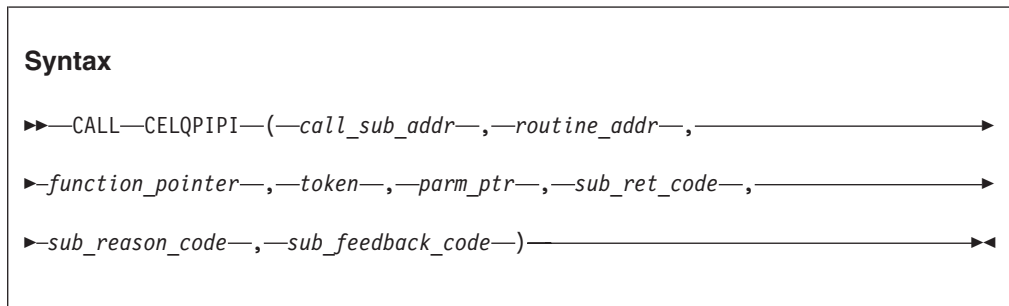 Syntax
CALL CELQPIPI ( call_sub_addr , routine_addr ,
function_pointer , token , parm_ptr , sub_ret_code ,
sub_reason_code , sub_feedback_code )